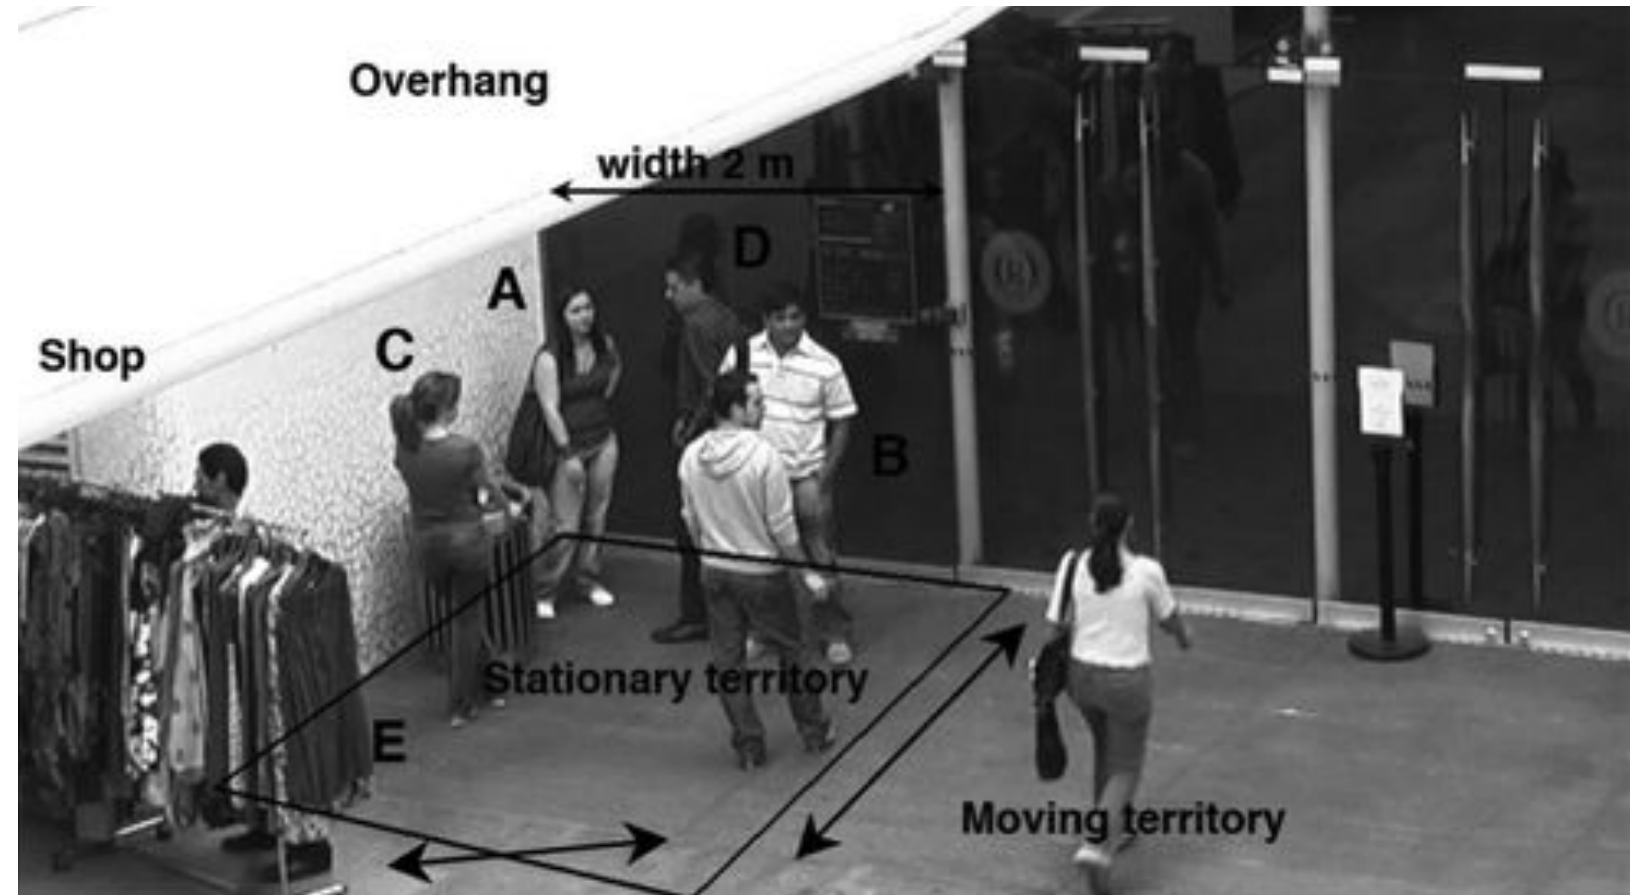 Overhang
width 2 m
D
A
C
Shop
B
Stationary territory
E
Moving territory